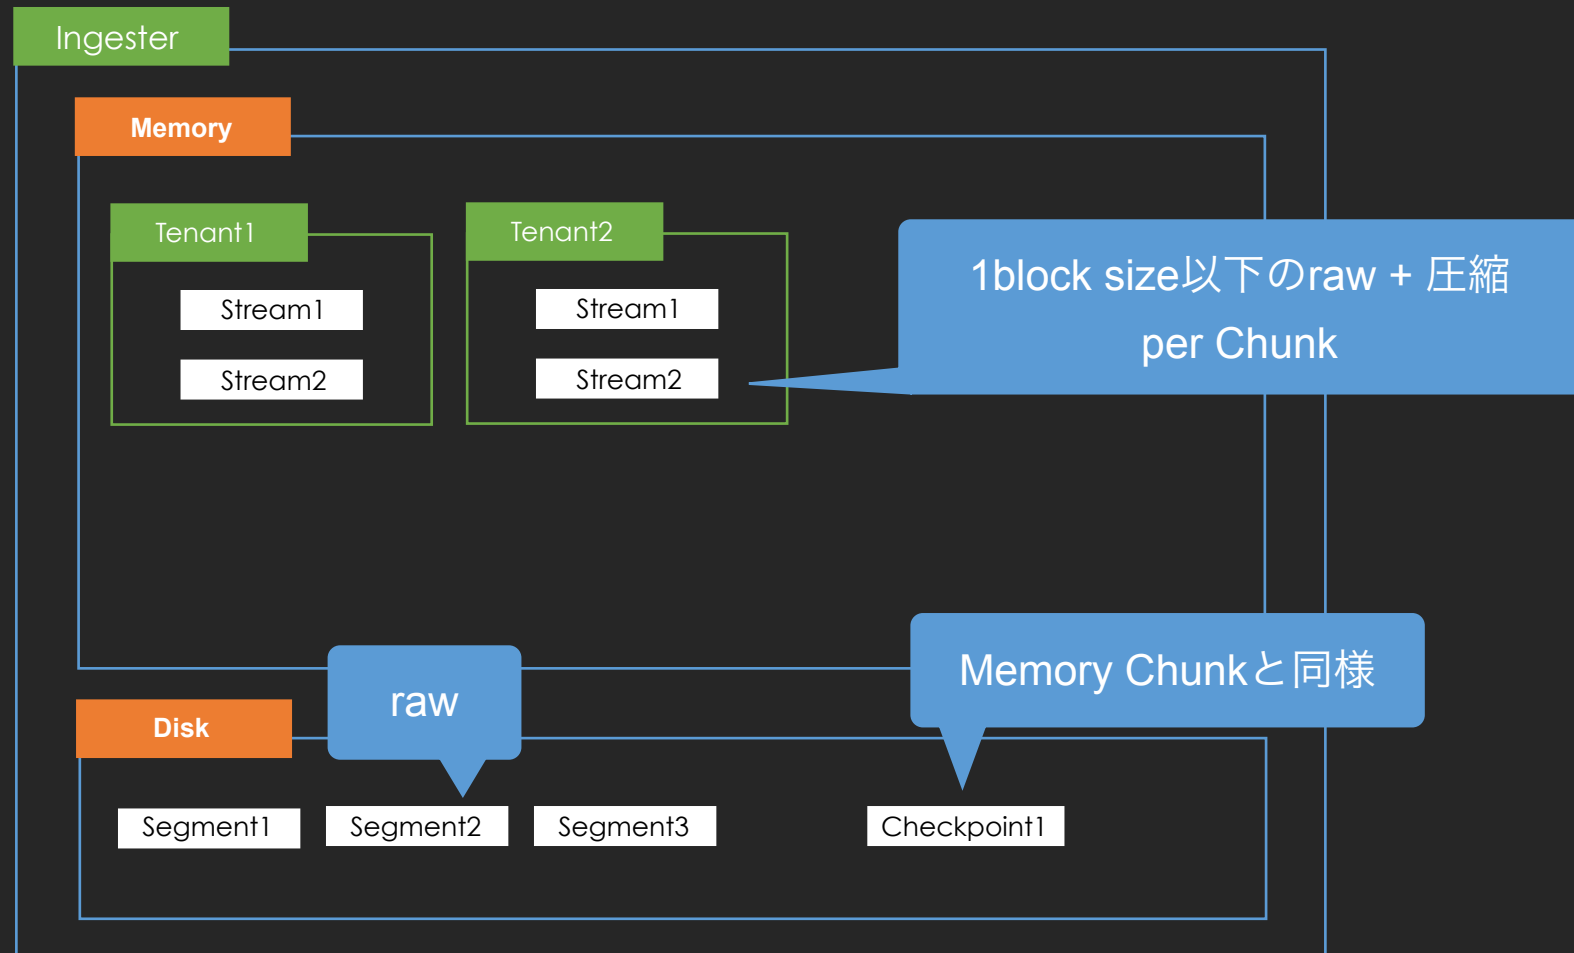 Ingester
Memory
Tenant1
Tenant2
Stream1
Stream1
Stream2
Stream2
1block size以下のraw + 圧縮
per Chunk
Memory Chunkと同様
raw
Disk
Segment1
Segment2
Segment3
Checkpoint1